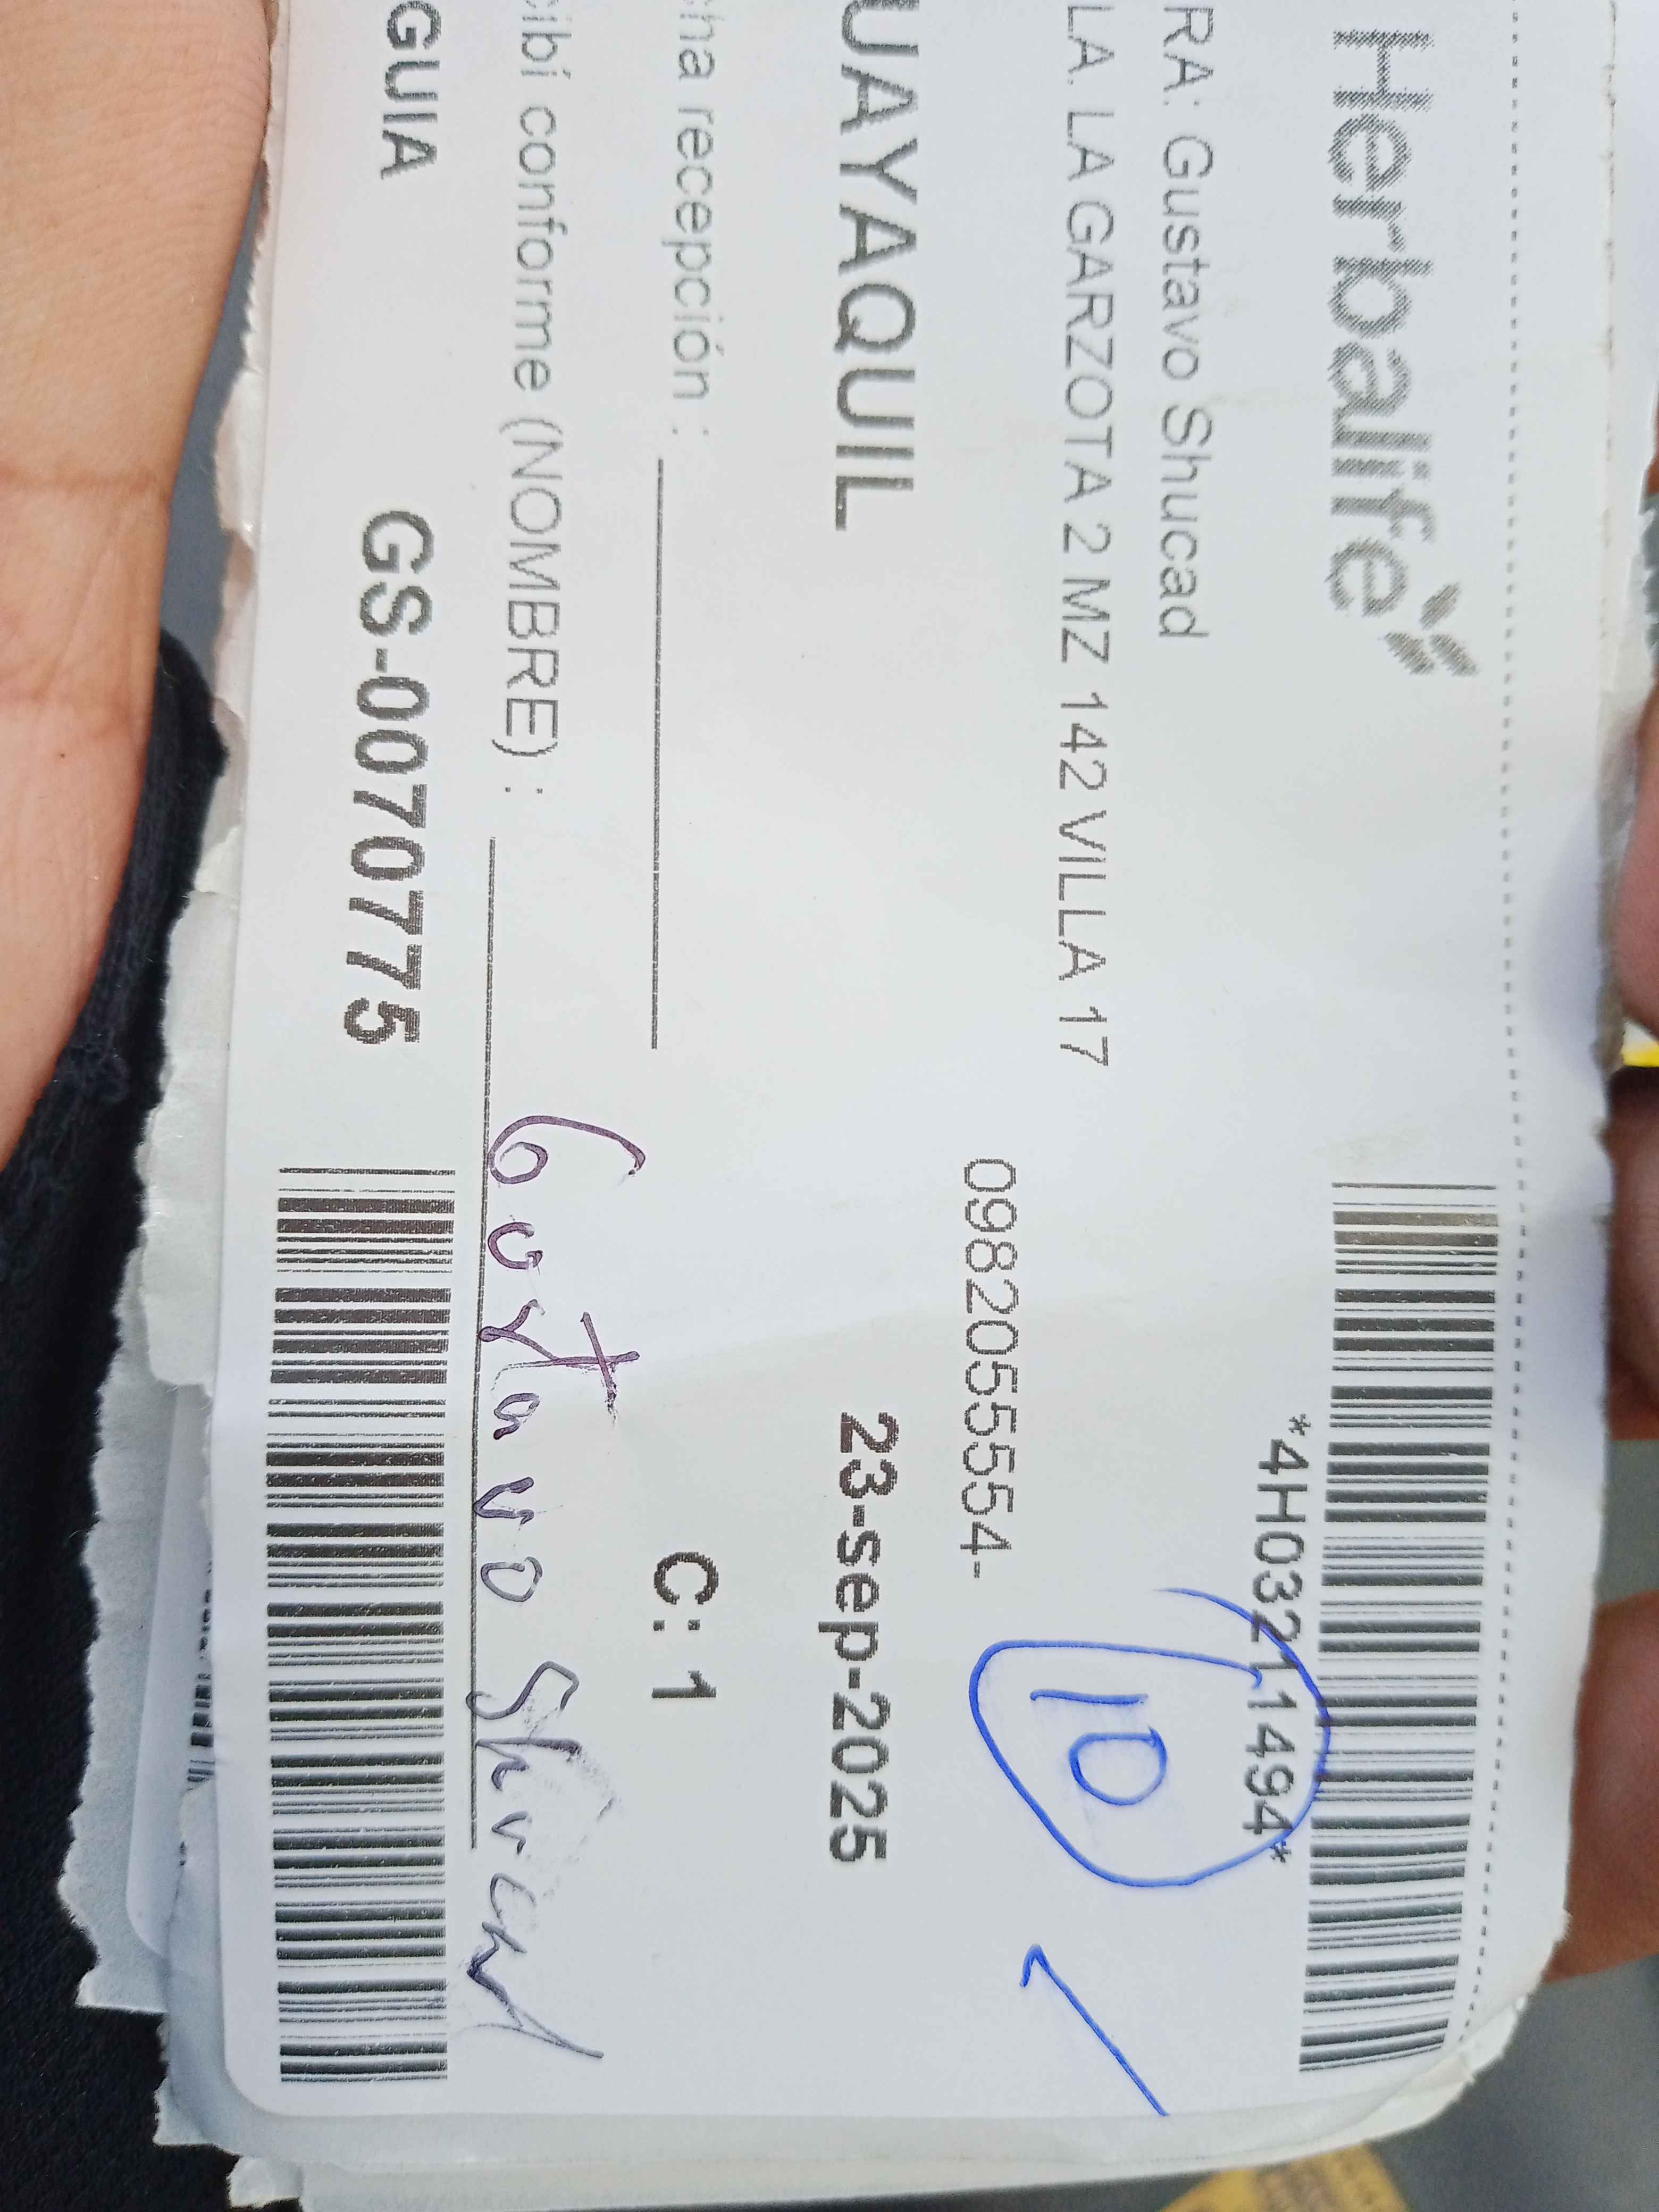 Herbalife
*4H03211494*
RA: Gustavo Shucad
LA. LA GARZOTA 2 MZ 142 VILLA 17
10
0982055554-
UAYAQUIL 23-sep-2025
ha recepción : C: 1
ibí conforme (NOMBRE) : Gustavo Shucad
GUIA GS-0070775